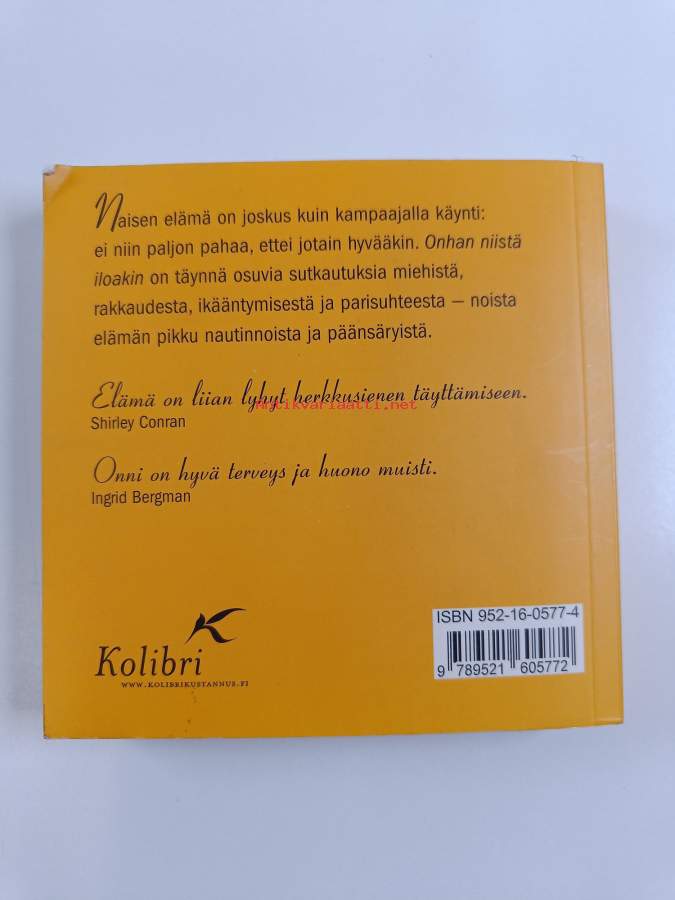 Naisen elämä on joskus kuin kampaajalla käynti:
ei niin paljon pahaa, ettei jotain hyvääkin. Onhan niistä
iloakin on täynnä osuvia sutkautuksia miehistä,
rakkaudesta, ikääntymisestä ja parisuhteesta – noista
elämän pikku nautinnoista ja päänsäryistä.
Elämä on liian lyhyt herkkusienen täyttämiseen.
Antikvariaatti.net
Shirley Conran
Onni on hyvä terveys ja huono muisti.
Ingrid Bergman
Kolibri
WWW.KOLIBRIKUSTANNUS.FI
ISBN 952-16-0577-4
9 789521 605772